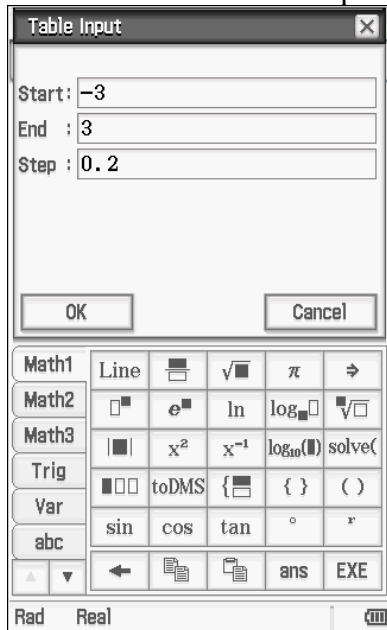 Table Input
Start: -3
End : 3
Step : 0.2
OK Cancel
Math1 Line √■ π ⇒
Math2 □■ e■ ln log■□ ■√□
Math3 |■| x² x⁻¹ log₁₀(■) solve(
Trig ■□□ toDMS { { } ( )
Var sin cos tan ° r
abc
▲ ▼ ← ans EXE
Rad Real